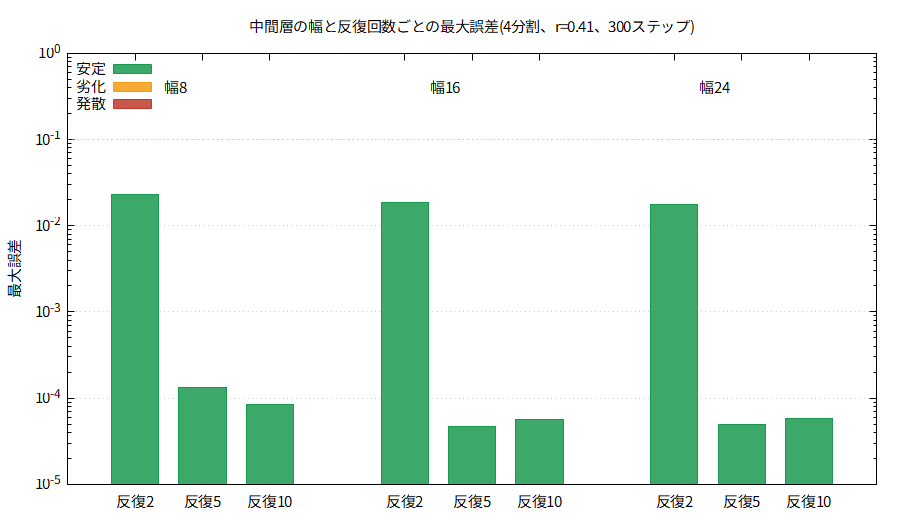 中間層の幅と反復回数ごとの最大誤差(4分割、r=0.41、300ステップ)
最大誤差
10^0
10^-1
10^-2
10^-3
10^-4
10^-5
安定
劣化
発散
幅8
幅16
幅24
反復2 反復5 反復10 反復2 反復5 反復10 反復2 反復5 反復10